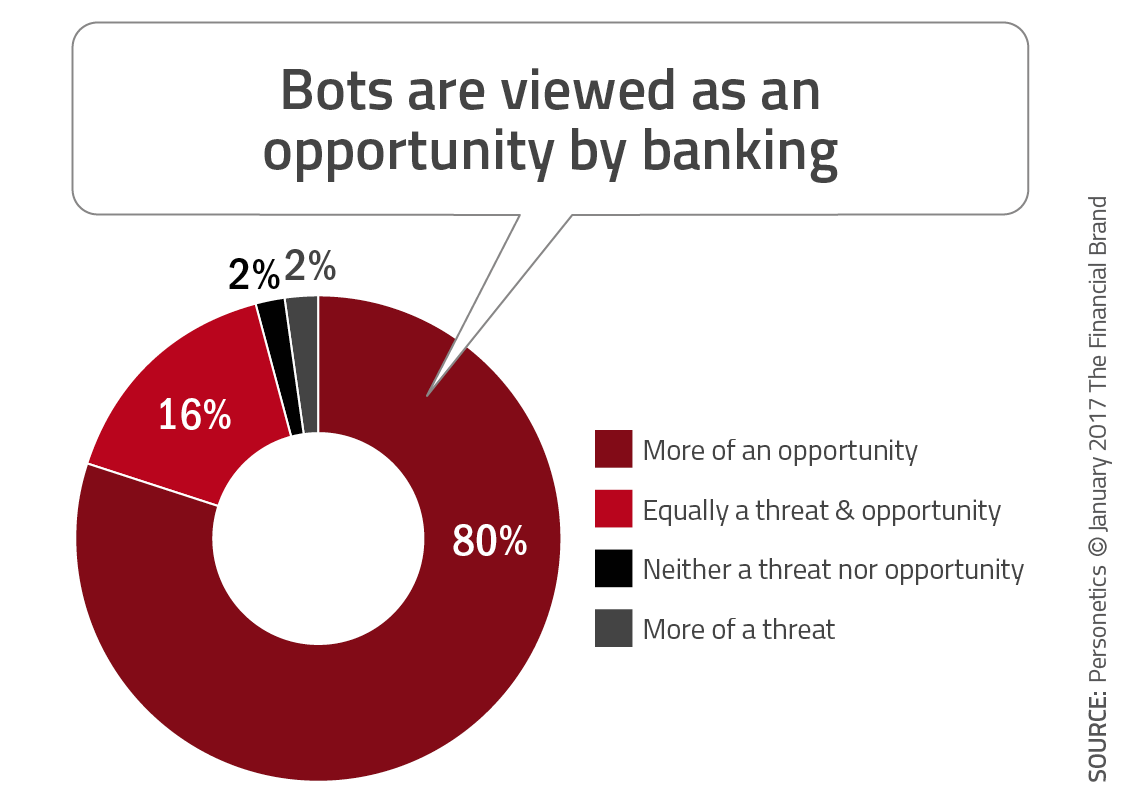 Bots are viewed as an
opportunity by banking
2%
2%
16%
80%
More of an opportunity
Equally a threat & opportunity
Neither a threat nor opportunity
More of a threat
SOURCE: Personetics © January 2017 The Financial Brand